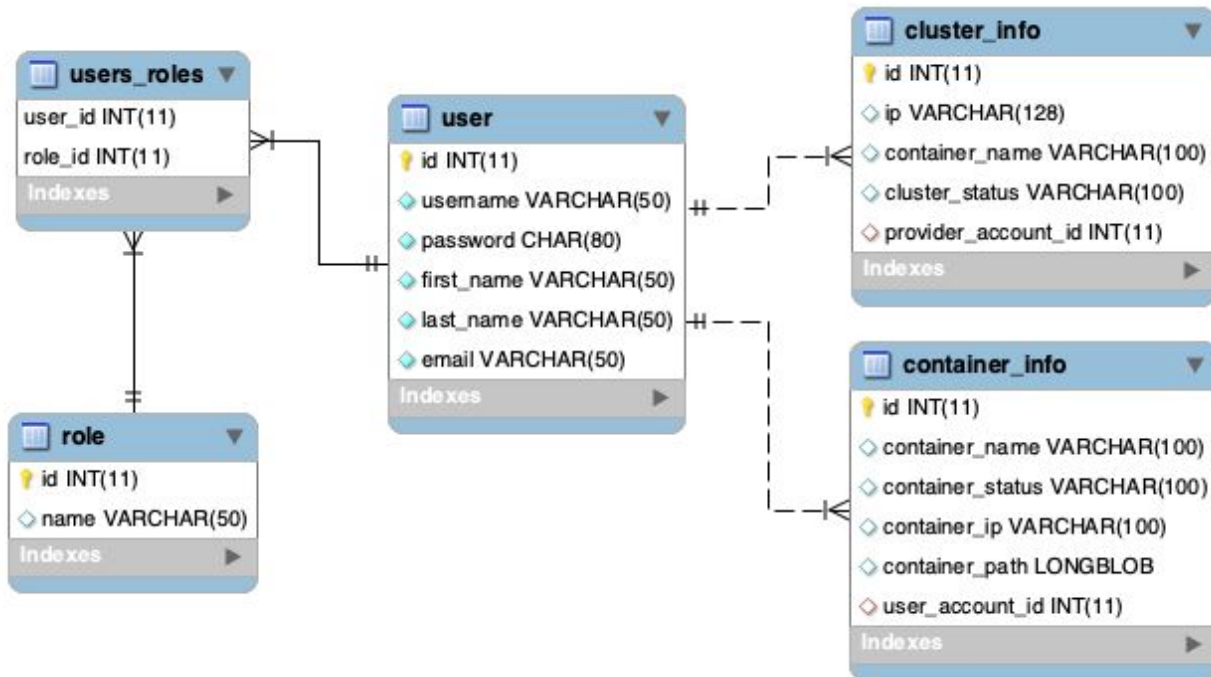 users_roles
user_id INT(11)
role_id INT(11)
Indexes
role
id INT(11)
name VARCHAR(50)
Indexes
user
id INT(11)
username VARCHAR(50)
password CHAR(80)
first_name VARCHAR(50)
last_name VARCHAR(50)
email VARCHAR(50)
Indexes
cluster_info
id INT(11)
ip VARCHAR(128)
container_name VARCHAR(100)
cluster_status VARCHAR(100)
provider_account_id INT(11)
Indexes
container_info
id INT(11)
container_name VARCHAR(100)
container_status VARCHAR(100)
container_ip VARCHAR(100)
container_path LONGBLOB
user_account_id INT(11)
Indexes